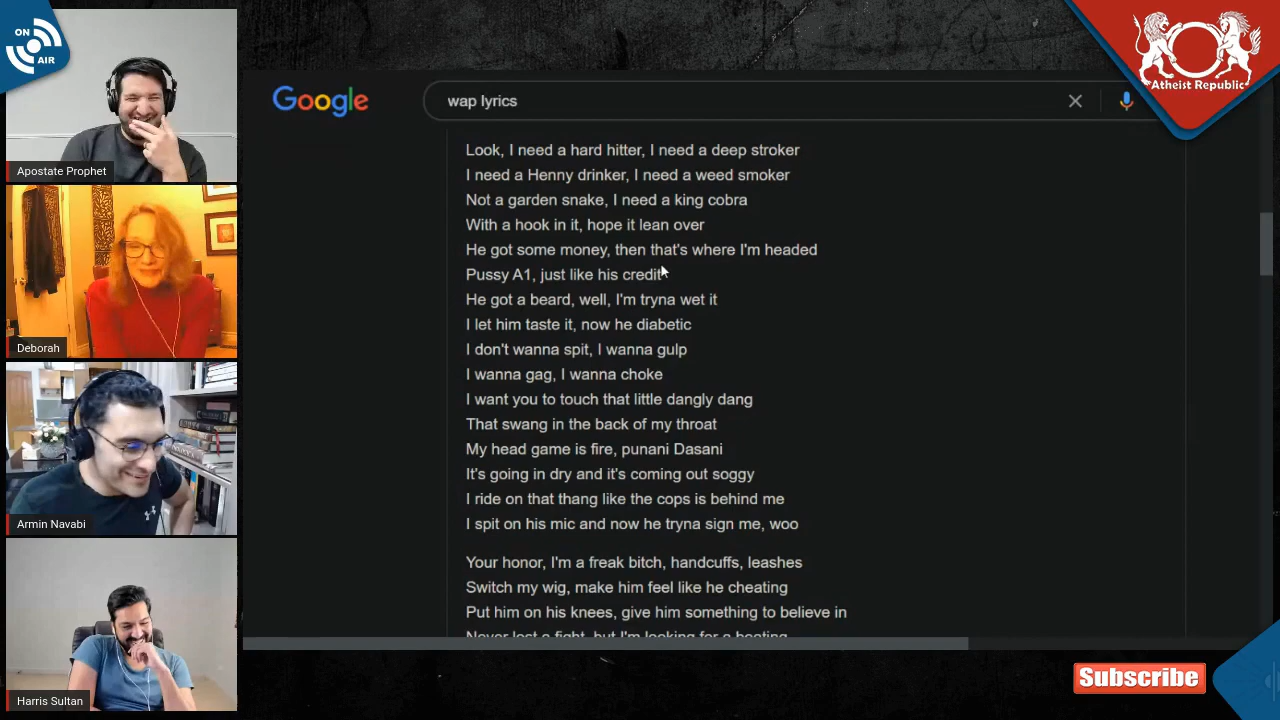 ON
AIR
Apostate Prophet
Deborah
Armin Navabi
Harris Sultan
Google
wap lyrics
Atheist Republic
Look, I need a hard hitter, I need a deep stroker
I need a Henny drinker, I need a weed smoker
Not a garden snake, I need a king cobra
With a hook in it, hope it lean over
He got some money, then that's where I'm headed
Pussy A1, just like his credit
He got a beard, well, I'm tryna wet it
I let him taste it, now he diabetic
I don't wanna spit, I wanna gulp
I wanna gag, I wanna choke
I want you to touch that little dangly dang
That swang in the back of my throat
My head game is fire, punani Dasani
It's going in dry and it's coming out soggy
I ride on that thang like the cops is behind me
I spit on his mic and now he tryna sign me, woo
Your honor, I'm a freak bitch, handcuffs, leashes
Switch my wig, make him feel like he cheating
Put him on his knees, give him something to believe in
Never lost a fight, but I'm looking for a beating
Subscribe